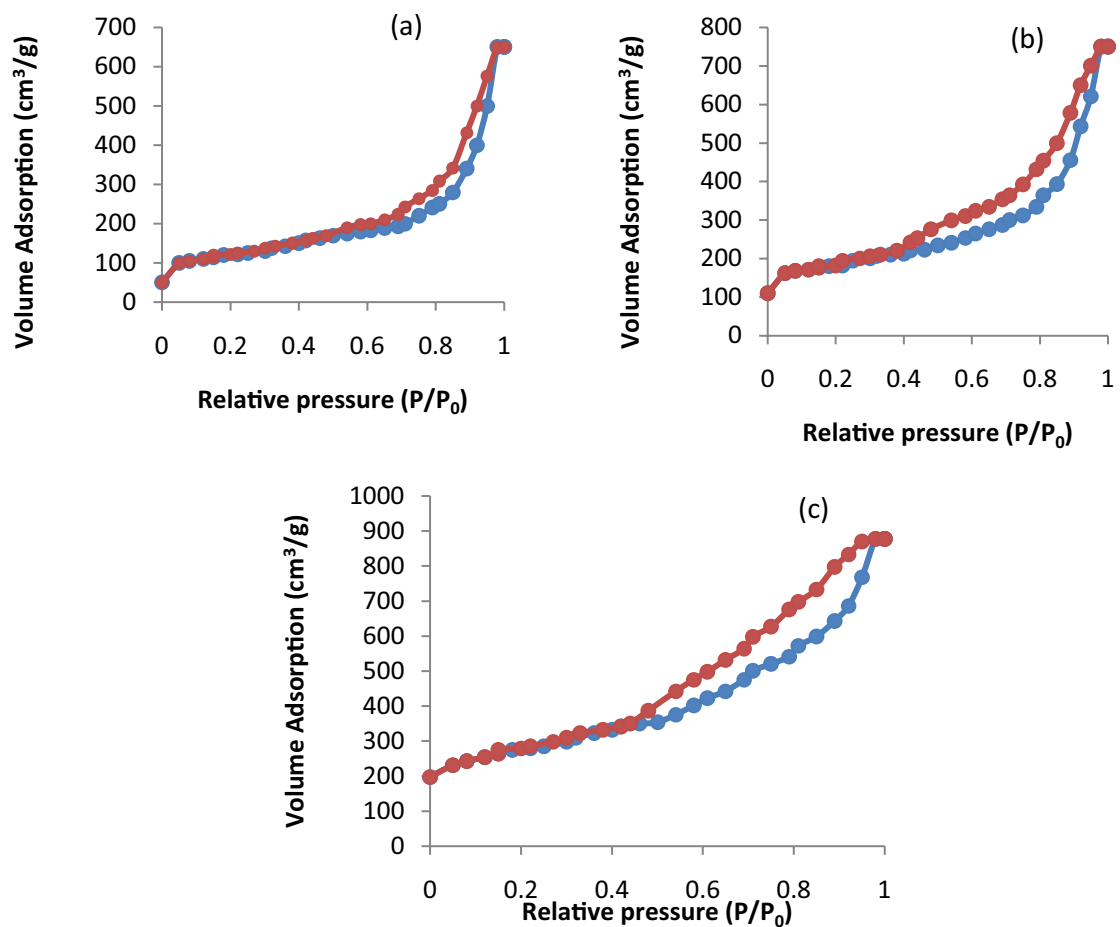 (a)
Volume Adsorption (cm³/g)
700
600
500
400
300
200
100
0
0 0.2 0.4 0.6 0.8 1
Relative pressure (P/P₀)
(b)
Volume Adsorption (cm³/g)
800
700
600
500
400
300
200
100
0
0 0.2 0.4 0.6 0.8 1
Relative pressure (P/P₀)
(c)
Volume Adsorption (cm³/g)
1000
900
800
700
600
500
400
300
200
100
0
0 0.2 0.4 0.6 0.8 1
Relative pressure (P/P₀)